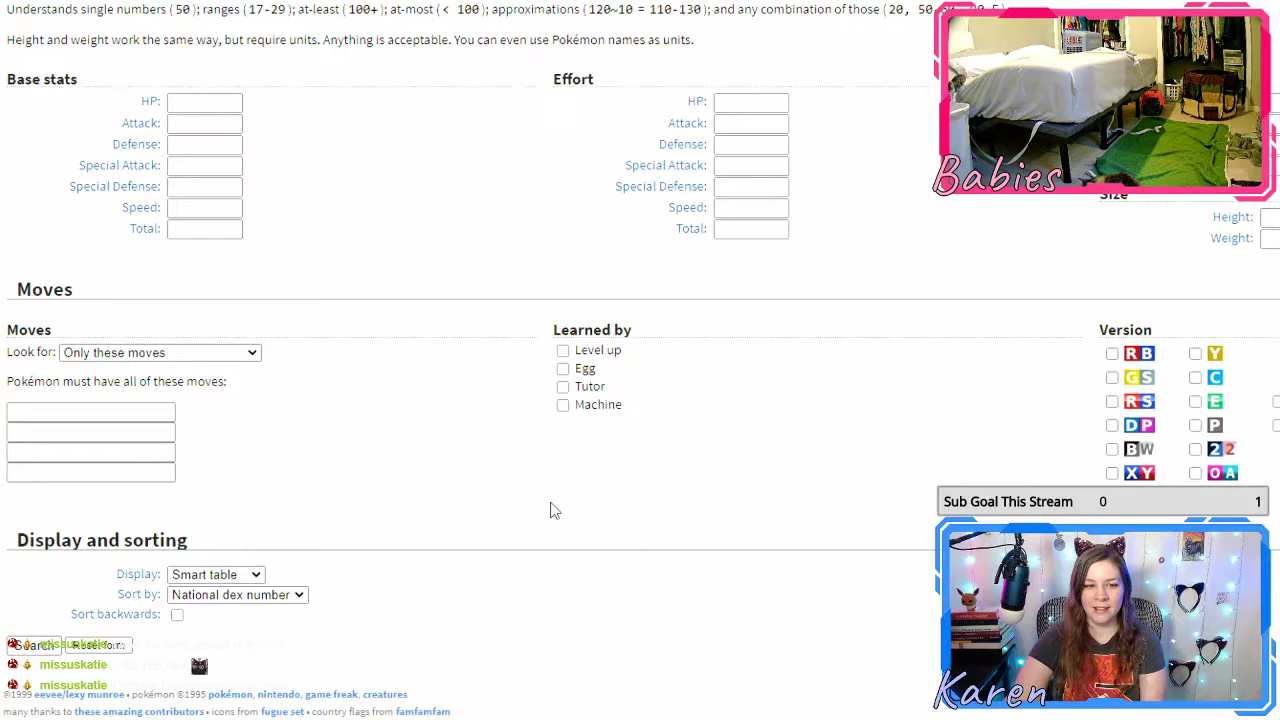 Understands single numbers (50); ranges (17-29); at-least (100+); at-most (< 100); approximations (120~10 = 110-130); and any combination of those (20, 50
Height and weight work the same way, but require units. Anything's acceptable. You can even use Pokémon names as units.
Base stats
HP:
Attack:
Defense:
Special Attack:
Special Defense:
Speed:
Total:
Effort
HP:
Attack:
Defense:
Special Attack:
Special Defense:
Speed:
Total:
Babies
Size
Height:
Weight:
Moves
Moves
Look for: Only these moves
Pokémon must have all of these moves:
Learned by
Level up
Egg
Tutor
Machine
Version
RB Y
GS C
RS E
DP P
BW 22
XY OA
Sub Goal This Stream 0 1
Display and sorting
Display: Smart table
Sort by: National dex number
Sort backwards:
Search Reset form
missuskatie
missuskatie
missuskatie
©1999 eevee/lexy munroe • pokémon ©1995 pokémon, nintendo, game freak, creatures
many thanks to these amazing contributors • icons from fugue set • country flags from famfamfam
Karen